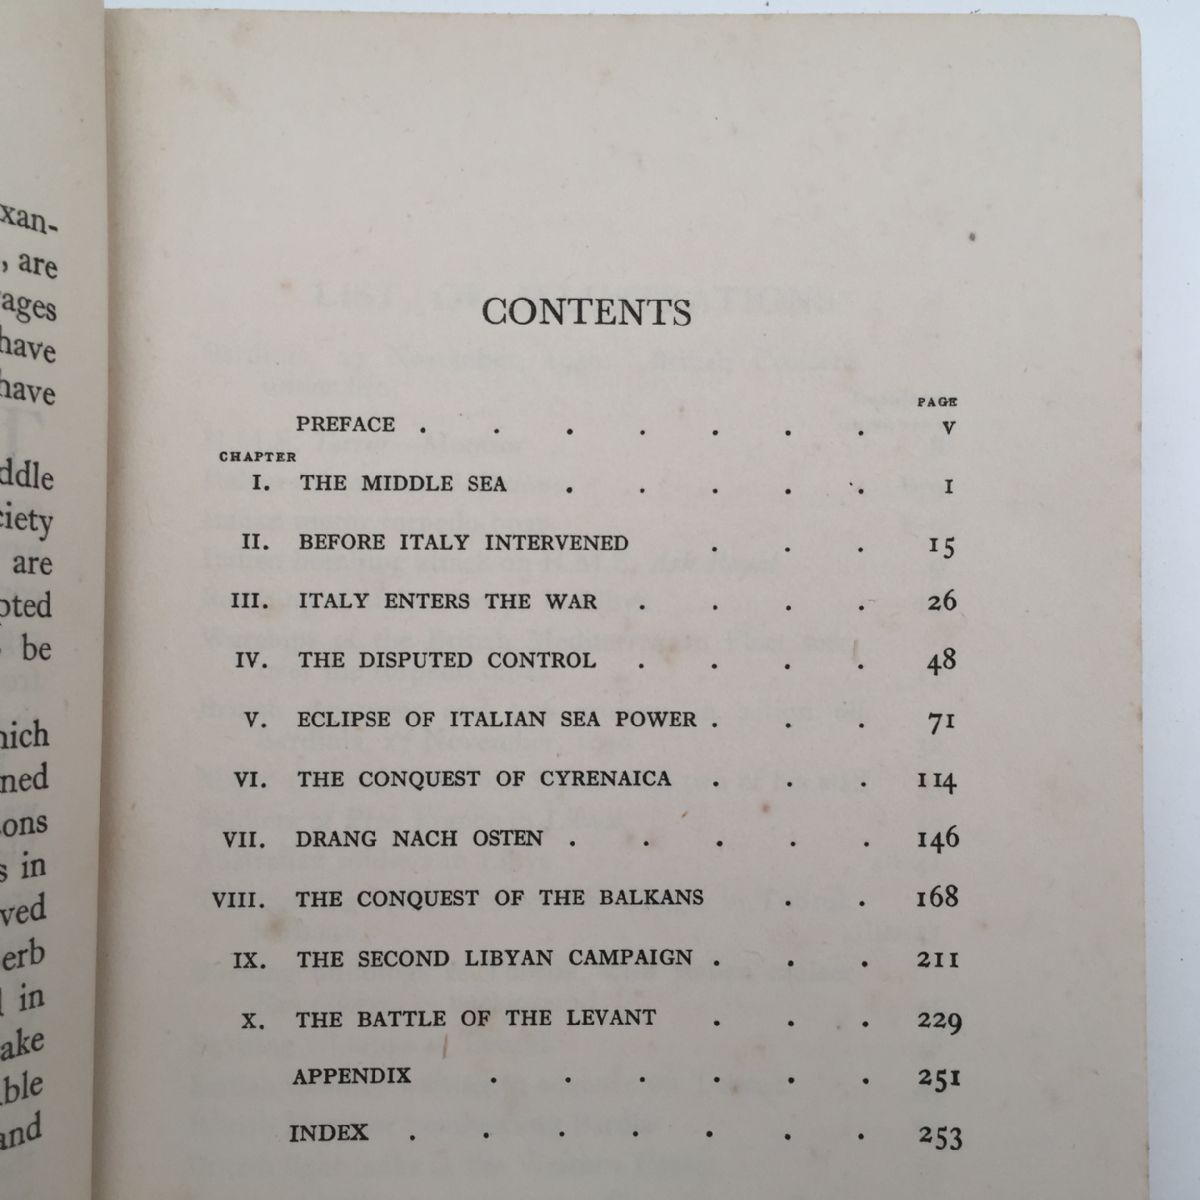 xan-
, are
ages
have
have
ddle
ciety
are
pted
be
hich
ned
ons
s in
ved
erb
in
ake
ble
and
CONTENTS
PAGE
PREFACE . . . . . . . V
CHAPTER
I. THE MIDDLE SEA . . . . . I
II. BEFORE ITALY INTERVENED . . . 15
III. ITALY ENTERS THE WAR . . . . 26
IV. THE DISPUTED CONTROL . . . . 48
V. ECLIPSE OF ITALIAN SEA POWER . . . 71
VI. THE CONQUEST OF CYRENAICA . . . 114
VII. DRANG NACH OSTEN . . . . . 146
VIII. THE CONQUEST OF THE BALKANS . . 168
IX. THE SECOND LIBYAN CAMPAIGN . . . 211
X. THE BATTLE OF THE LEVANT . . . 229
APPENDIX . . . . . . 251
INDEX . . . . . . . 253